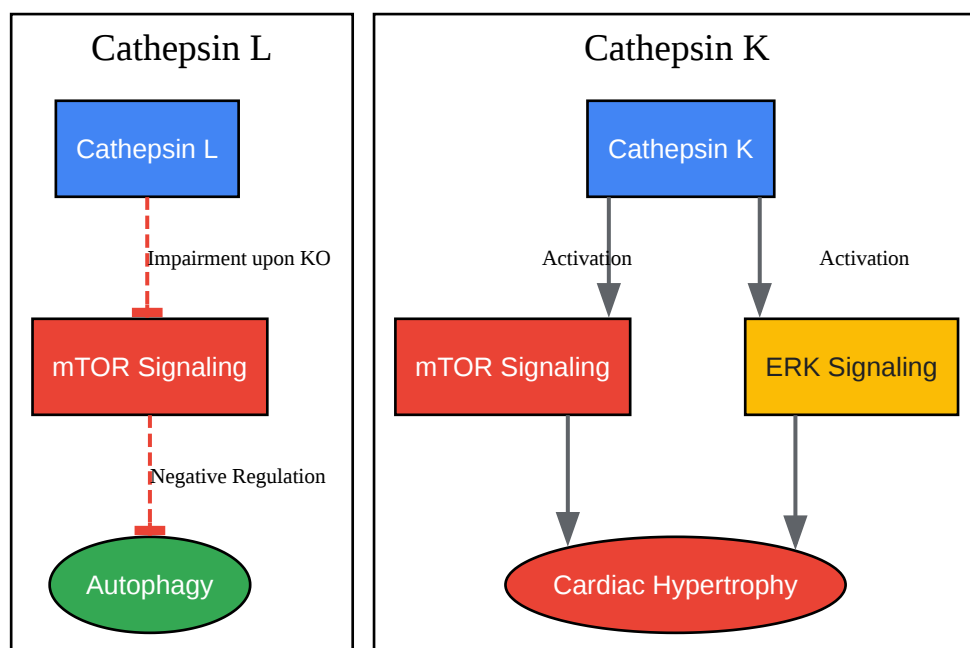 Cathepsin L
Cathepsin L
Impairment upon KO
mTOR Signaling
Negative Regulation
Autophagy
Cathepsin K
Cathepsin K
Activation
Activation
mTOR Signaling
ERK Signaling
Cardiac Hypertrophy